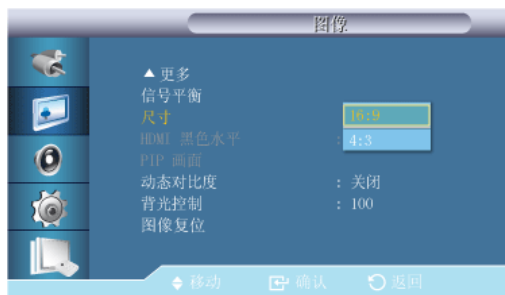 图像
▲ 更多
信号平衡
尺寸 16:9
HDMI 黑色水平 : 4:3
PIP 画面
动态对比度 : 关闭
背光控制 : 100
图像复位
移动 确认 返回